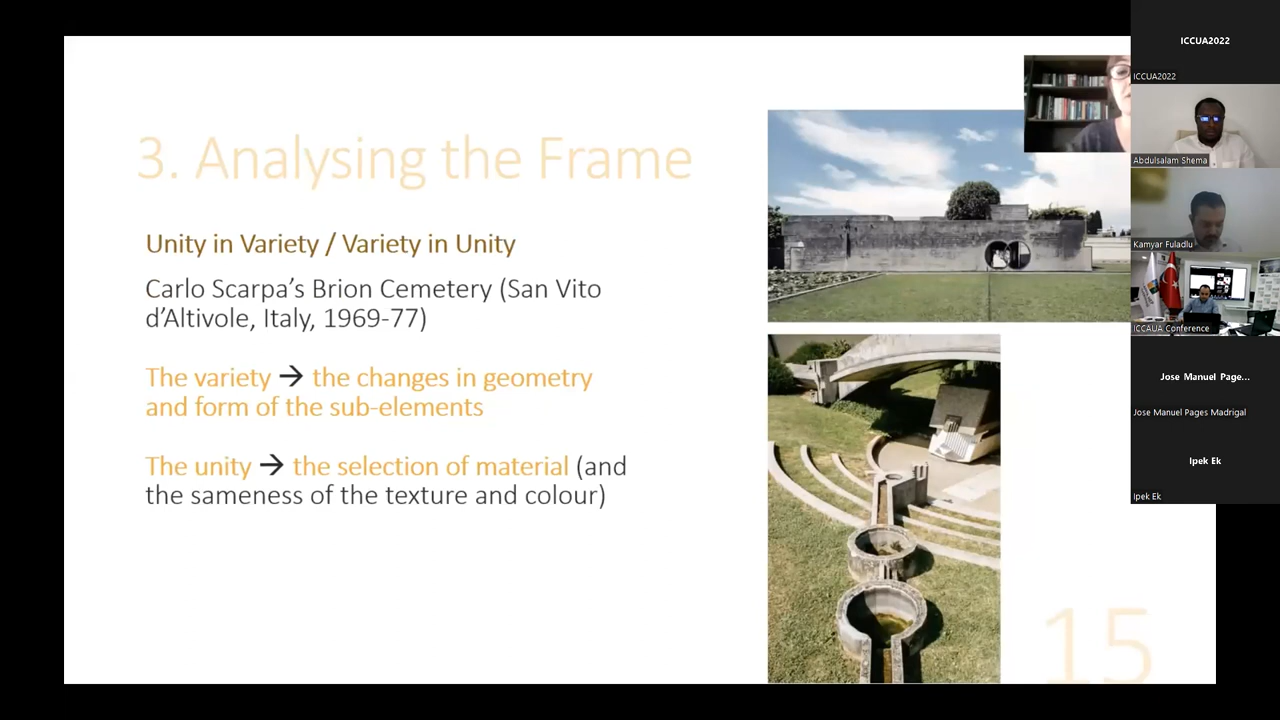 3. Analysing the Frame
Unity in Variety / Variety in Unity
Carlo Scarpa’s Brion Cemetery (San Vito
d’Altivole, Italy, 1969-77)
The variety → the changes in geometry
and form of the sub-elements
The unity → the selection of material (and
the sameness of the texture and colour)
15
ICCUA2022
ICCUA2022
Abdulsalam Shema
Kamyar Fuladlu
ICCAUA Conference
Jose Manuel Page...
Jose Manuel Pages Madrigal
Ipek Ek
Ipek Ek